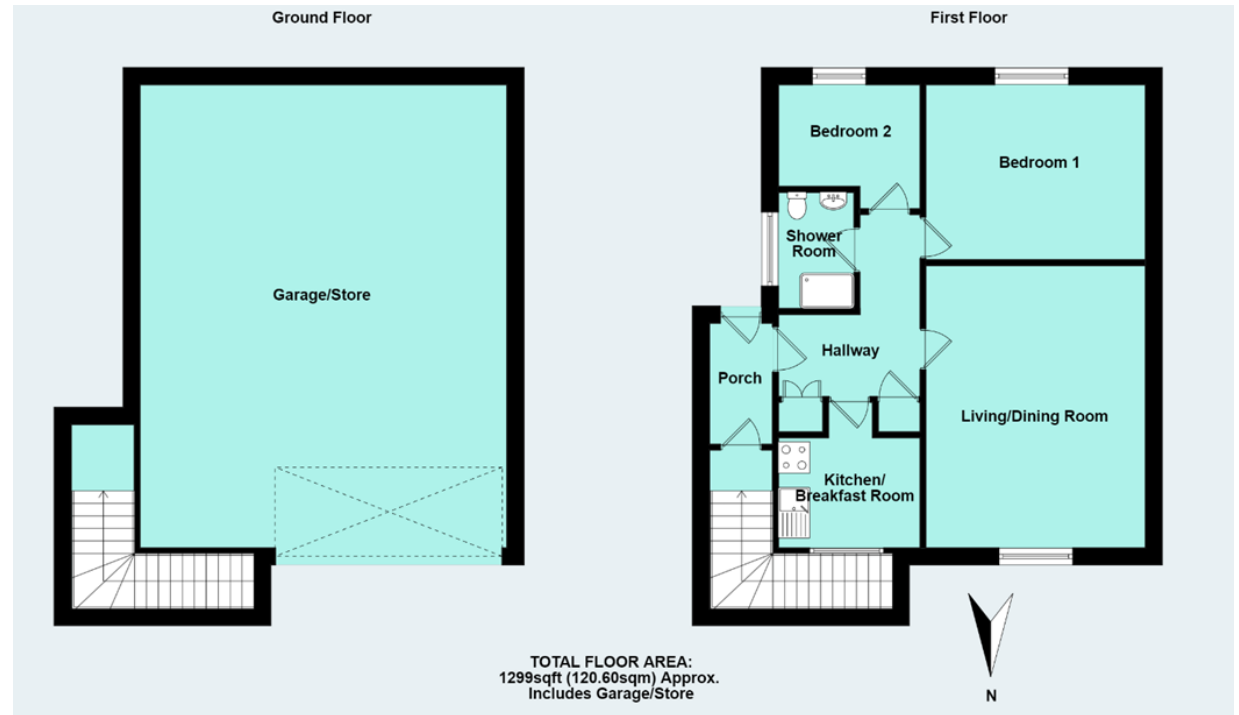 Ground Floor
First Floor
Bedroom 2
Bedroom 1
Shower
Room
Garage/Store
Hallway
Porch
Living/Dining Room
Kitchen/
Breakfast Room
TOTAL FLOOR AREA:
1299sqft (120.60sqm) Approx.
Includes Garage/Store
N